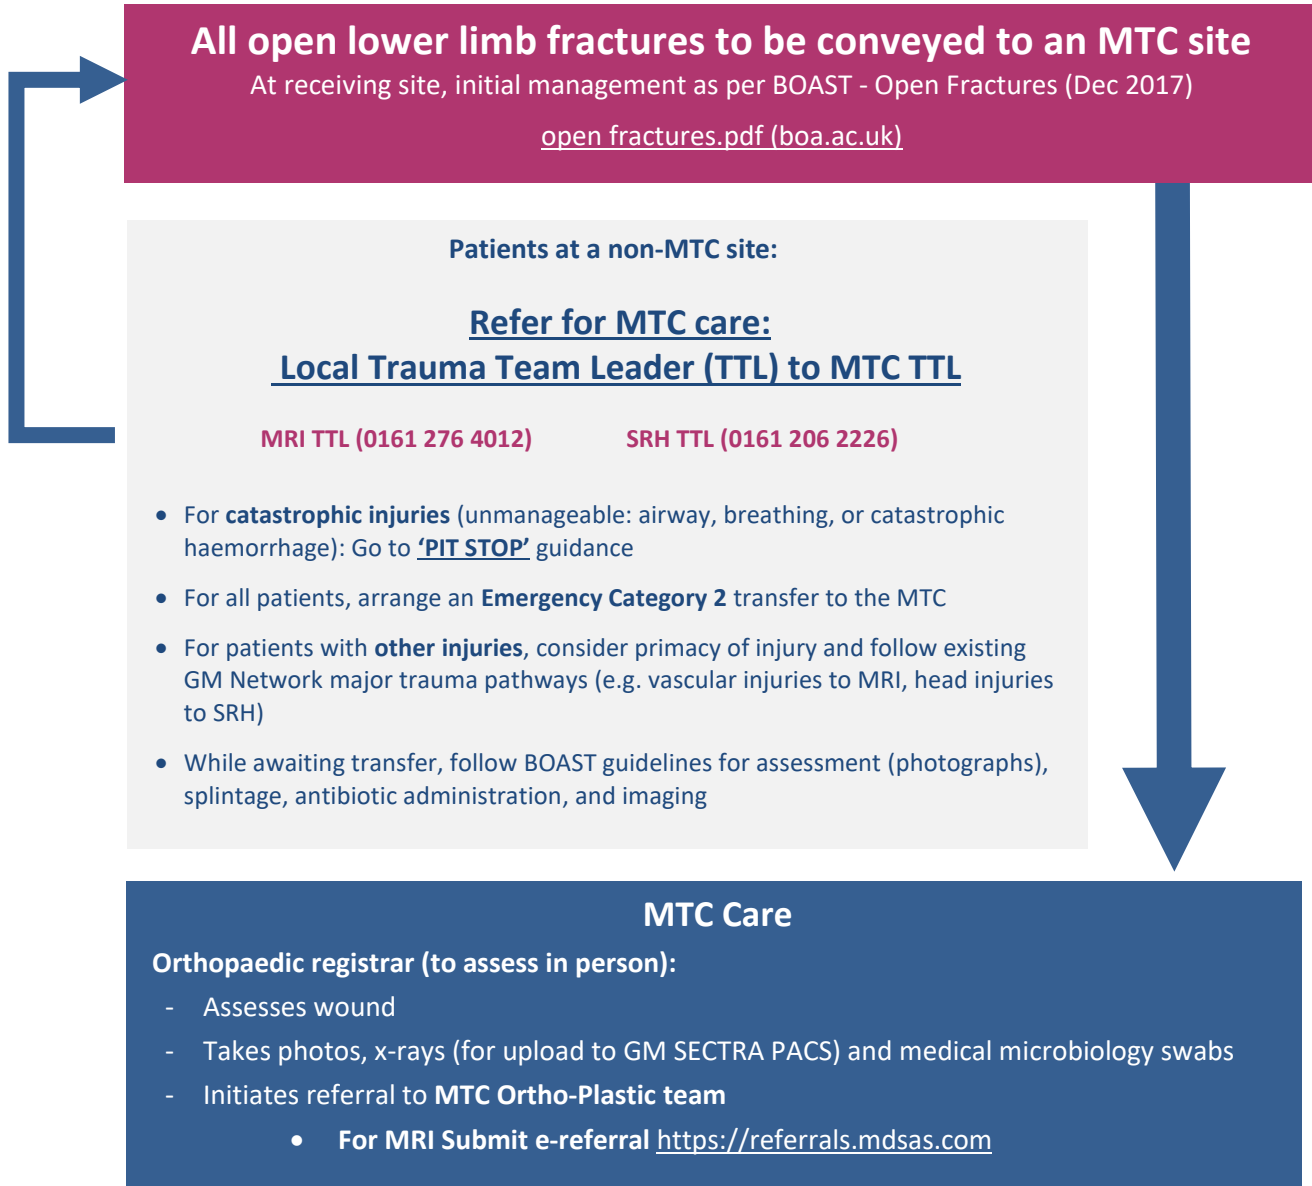 All open lower limb fractures to be conveyed to an MTC site
At receiving site, initial management as per BOAST - Open Fractures (Dec 2017)
open fractures.pdf (boa.ac.uk)
Patients at a non-MTC site:
Refer for MTC care:
Local Trauma Team Leader (TTL) to MTC TTL
MRI TTL (0161 276 4012) SRH TTL (0161 206 2226)
• For catastrophic injuries (unmanageable: airway, breathing, or catastrophic
haemorrhage): Go to ‘PIT STOP’ guidance
• For all patients, arrange an Emergency Category 2 transfer to the MTC
• For patients with other injuries, consider primacy of injury and follow existing
GM Network major trauma pathways (e.g. vascular injuries to MRI, head injuries
to SRH)
• While awaiting transfer, follow BOAST guidelines for assessment (photographs),
splintage, antibiotic administration, and imaging
MTC Care
Orthopaedic registrar (to assess in person):
- Assesses wound
- Takes photos, x-rays (for upload to GM SECTRA PACS) and medical microbiology swabs
- Initiates referral to MTC Ortho-Plastic team
• For MRI Submit e-referral https://referrals.mdsas.com